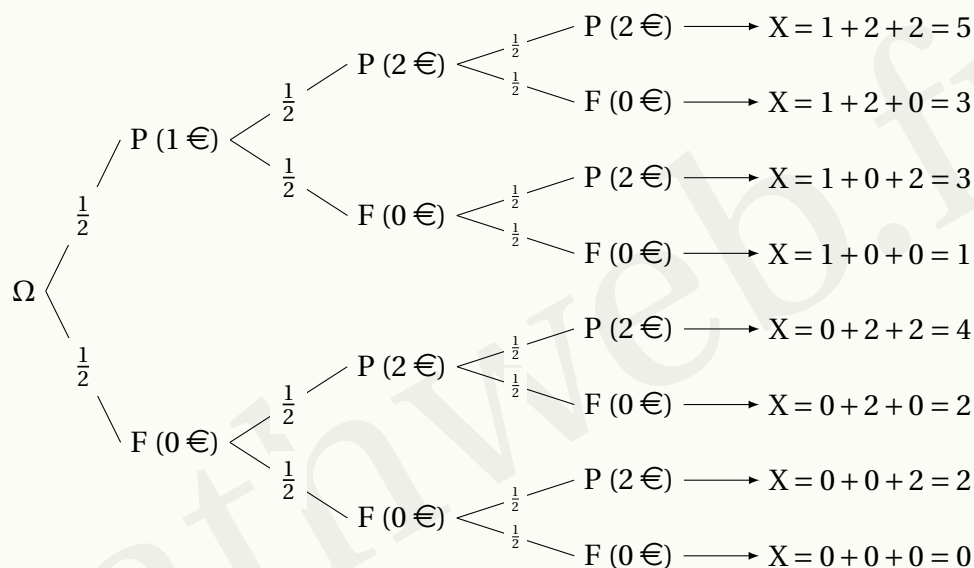 P (2 €) X = 1 + 2 + 2 = 5
1/2
P (2 €)
1/2
F (0 €) X = 1 + 2 + 0 = 3
1/2
P (1 €)
1/2
P (2 €) X = 1 + 0 + 2 = 3
1/2
F (0 €)
1/2
F (0 €) X = 1 + 0 + 0 = 1
1/2
Ω
1/2
P (2 €) X = 0 + 2 + 2 = 4
1/2
P (2 €)
1/2
F (0 €) X = 0 + 2 + 0 = 2
1/2
F (0 €)
1/2
P (2 €) X = 0 + 0 + 2 = 2
1/2
F (0 €)
1/2
F (0 €) X = 0 + 0 + 0 = 0